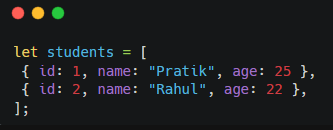 let students = [
{ id: 1, name: "Pratik", age: 25 },
{ id: 2, name: "Rahul", age: 22 },
];